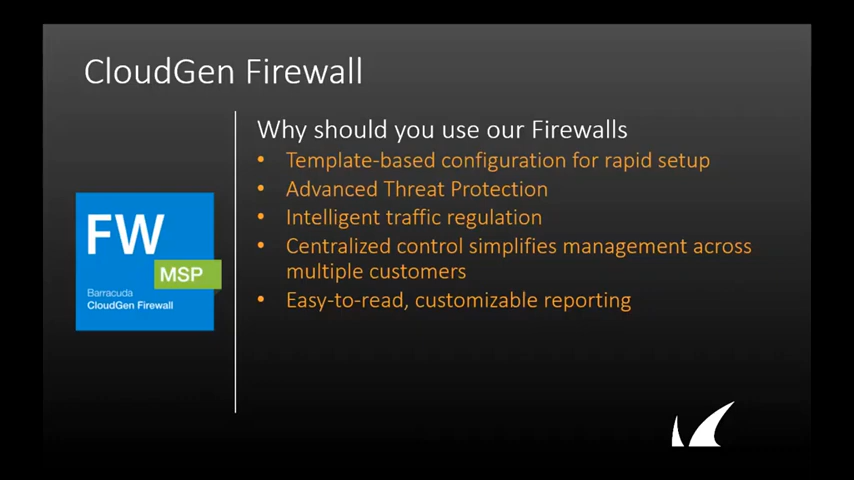 CloudGen Firewall
Why should you use our Firewalls
• Template-based configuration for rapid setup
• Advanced Threat Protection
• Intelligent traffic regulation
• Centralized control simplifies management across
multiple customers
• Easy-to-read, customizable reporting
FW
MSP
Barracuda
CloudGen Firewall